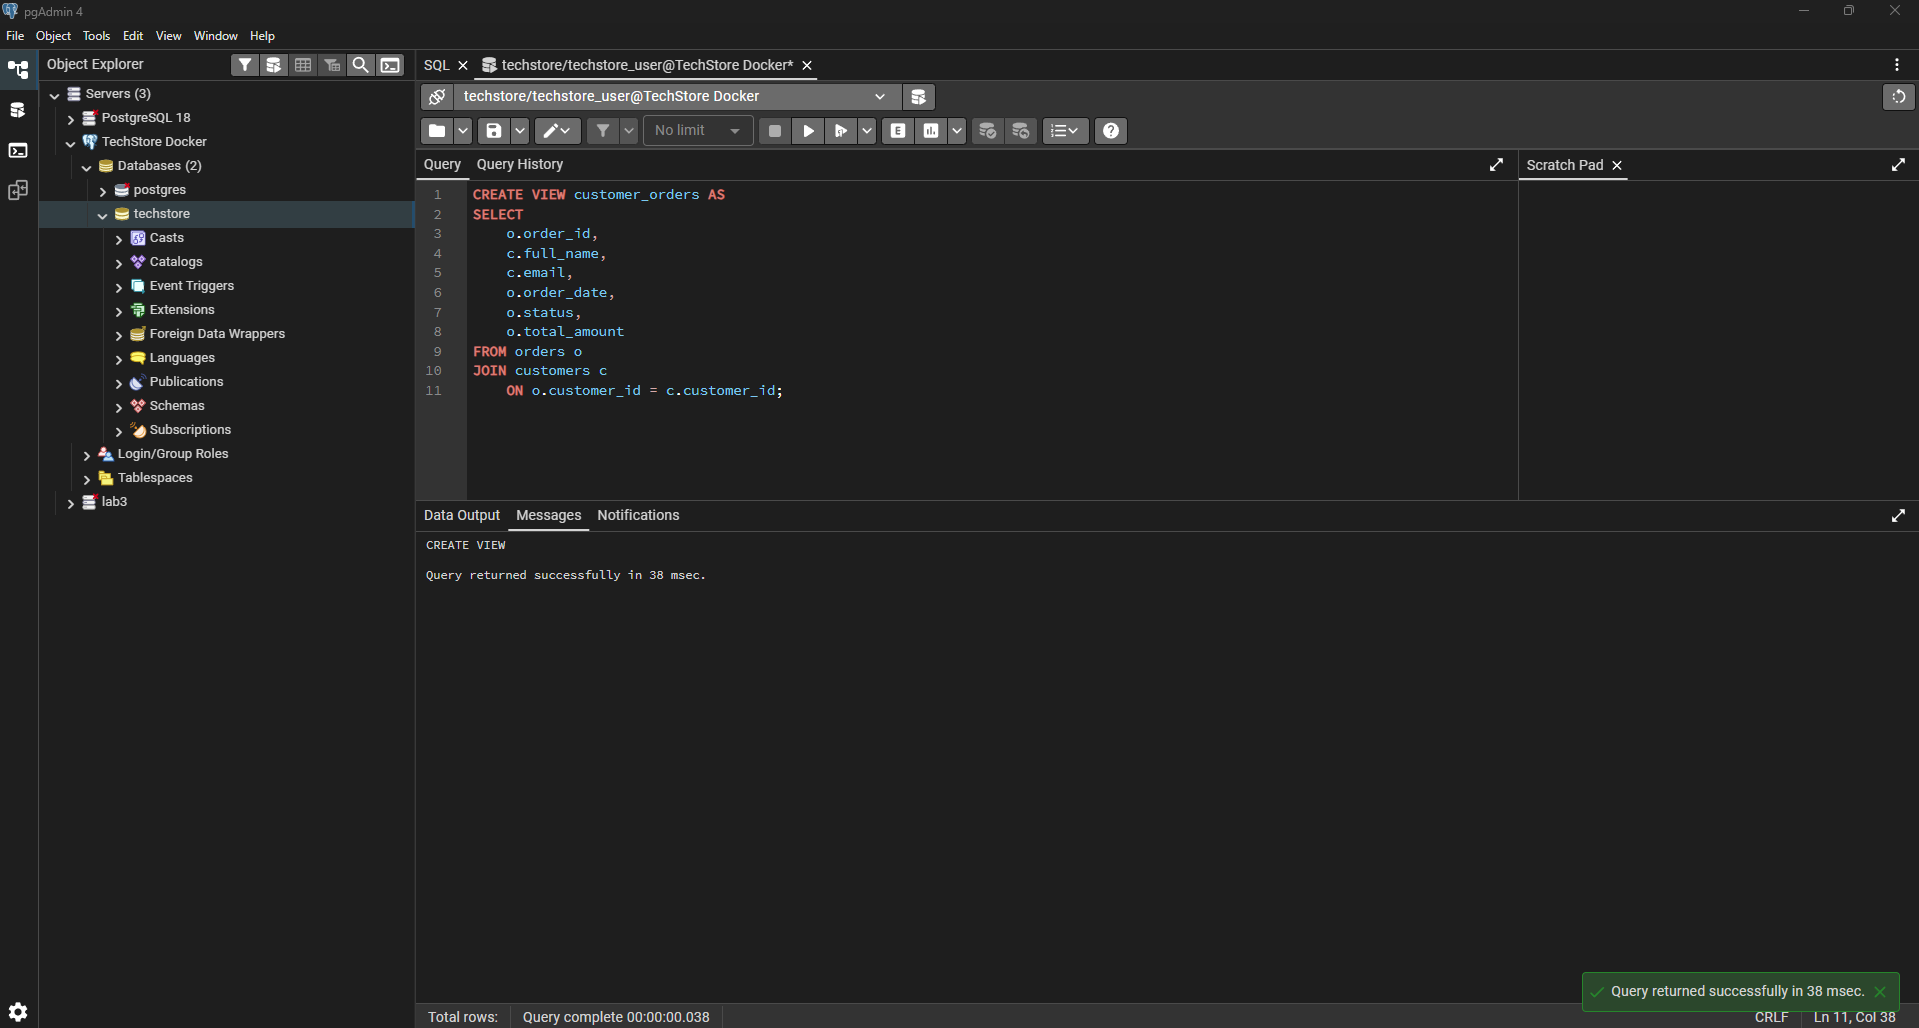 pgAdmin 4
File Object Tools Edit View Window Help
Object Explorer
Servers (3)
PostgreSQL 18
TechStore Docker
Databases (2)
postgres
techstore
Casts
Catalogs
Event Triggers
Extensions
Foreign Data Wrappers
Languages
Publications
Schemas
Subscriptions
Login/Group Roles
Tablespaces
lab3
SQL techstore/techstore_user@TechStore Docker*
techstore/techstore_user@TechStore Docker
No limit E
Query Query History
Scratch Pad
1 CREATE VIEW customer_orders AS
2 SELECT
3 o.order_id,
4 c.full_name,
5 c.email,
6 o.order_date,
7 o.status,
8 o.total_amount
9 FROM orders o
10 JOIN customers c
11 ON o.customer_id = c.customer_id;
Data Output Messages Notifications
CREATE VIEW
Query returned successfully in 38 msec.
Query returned successfully in 38 msec.
Total rows: Query complete 00:00:00.038 CRLF Ln 11, Col 38